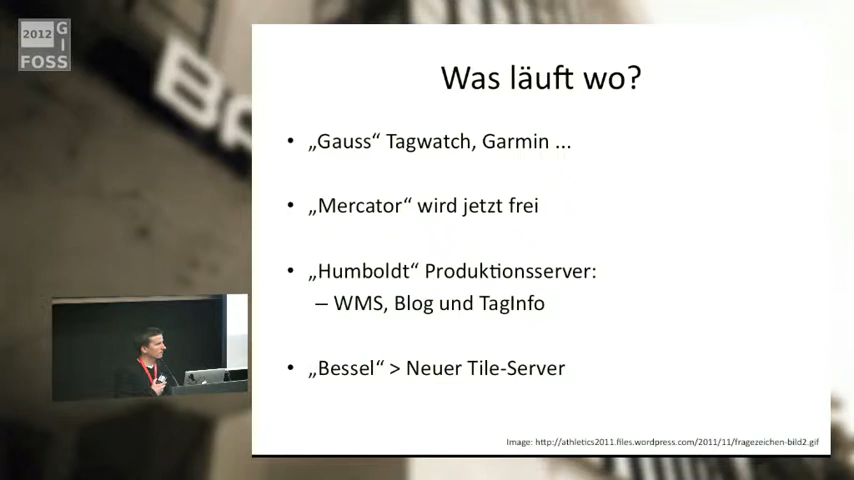 2012
G
I
FOSS
BA
Was läuft wo?
• „Gauss“ Tagwatch, Garmin ...
• „Mercator“ wird jetzt frei
• „Humboldt“ Produktionsserver:
– WMS, Blog und TagInfo
• „Bessel“ > Neuer Tile-Server
Image: http://athletics2011.files.wordpress.com/2011/11/fragezeichen-bild2.gif